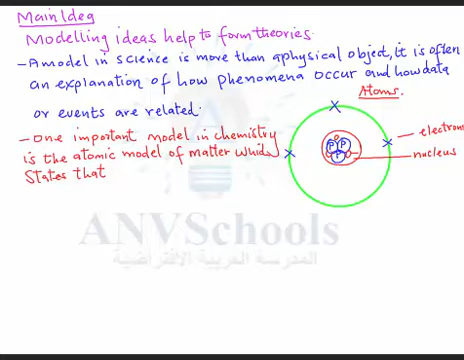 Main Idea
Modelling ideas help to form theories.
- A model in science is more than a physical object, it is often
an explanation of how phenomena occur and how data
or events are related.
Atoms.
- One important model in chemistry
is the atomic model of matter which
States that
electron
nucleus
P P
P
ANVSchools
المدرسة العربية الافتراضية